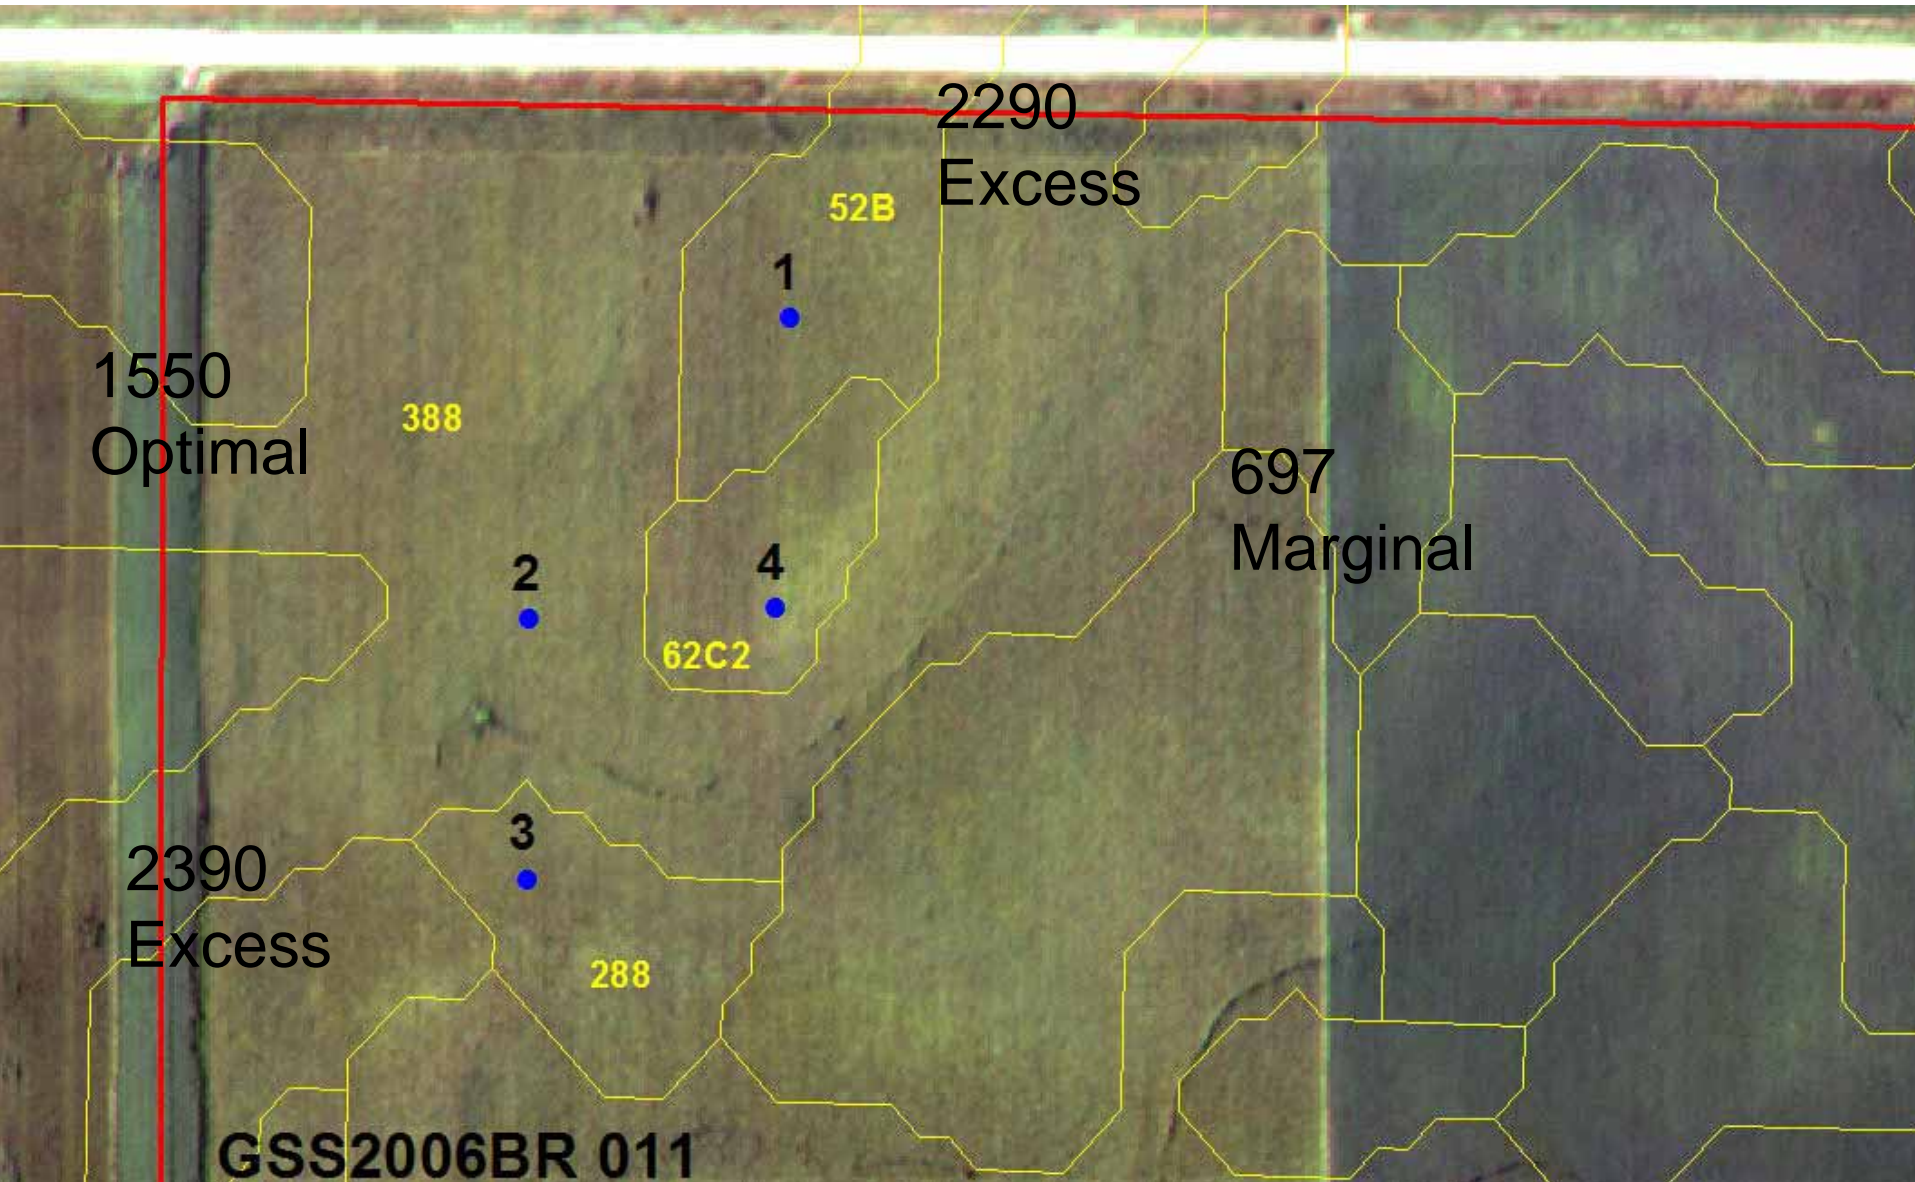 2290
Excess
52B
1
1550
Optimal
388
697
Marginal
2
4
62C2
3
2390
Excess
288
GSS2006BR 011